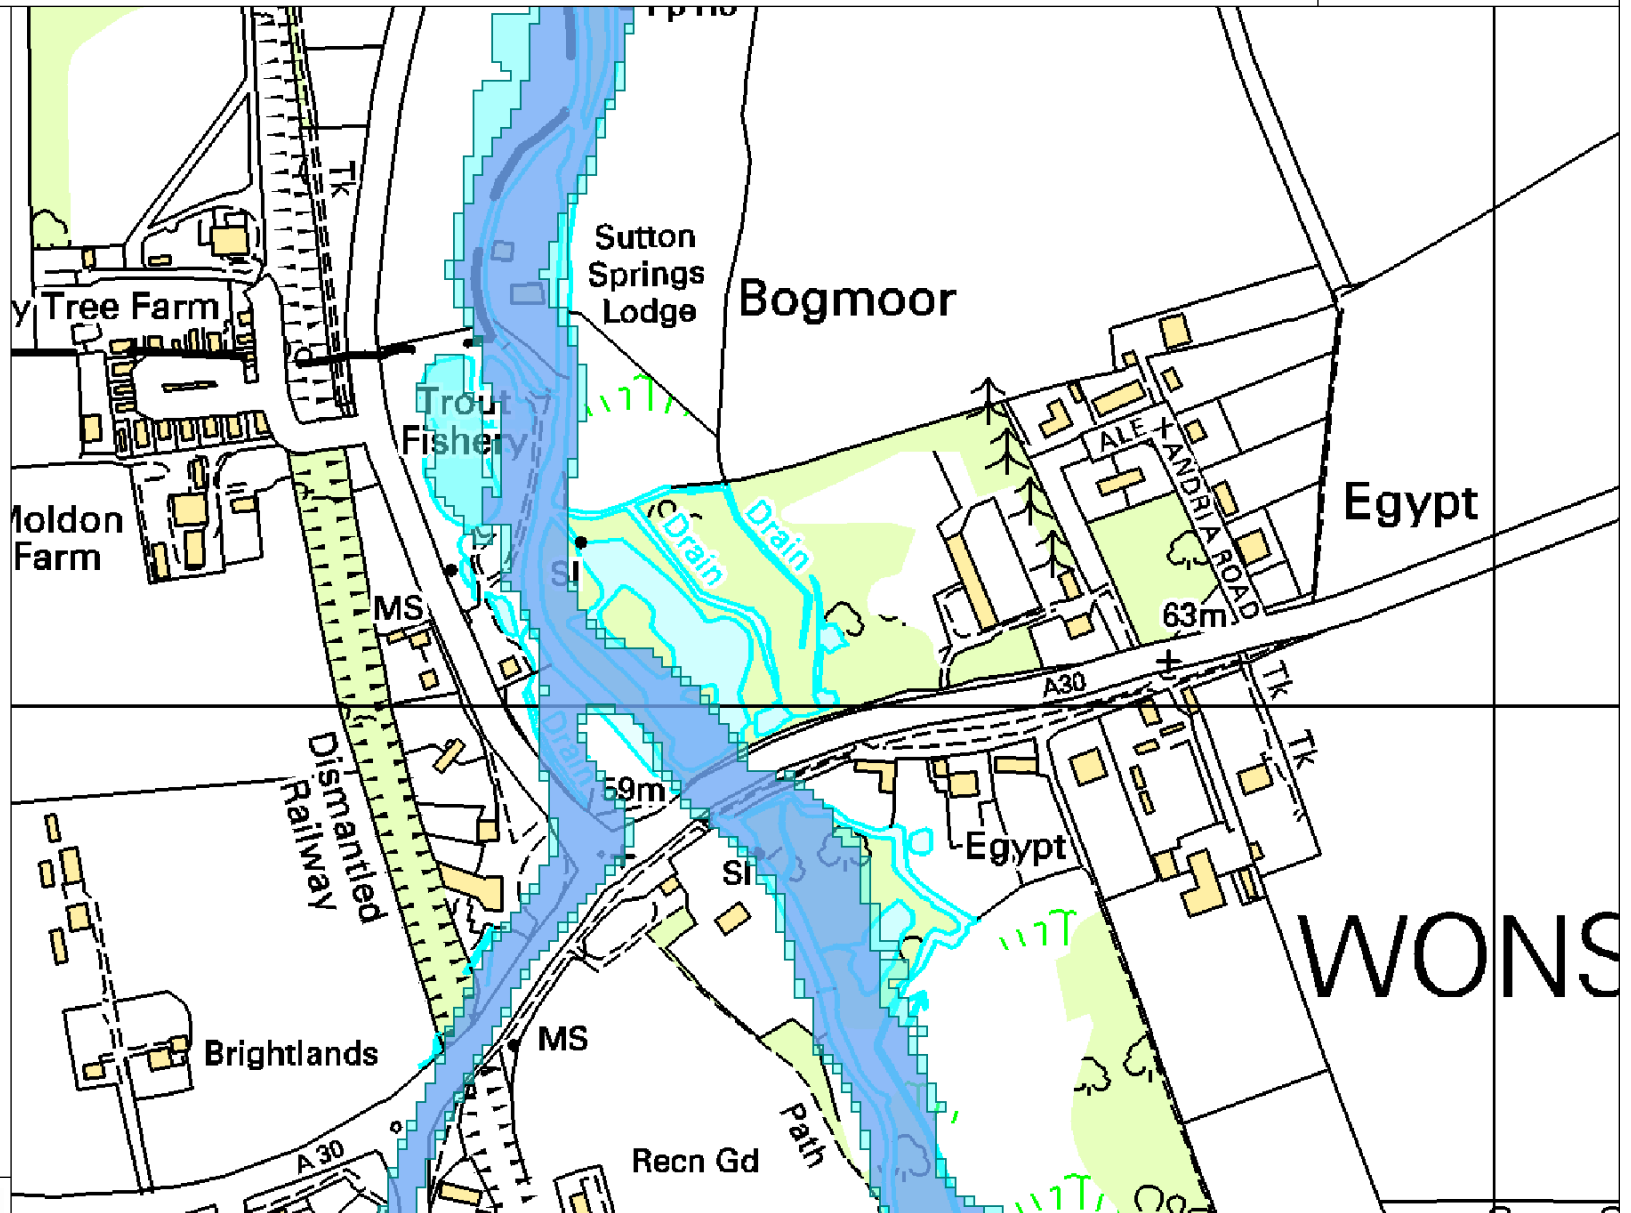 Tk
Sutton
Springs
Lodge
Bogmoor
y Tree Farm
Trout
Fishery
ALEXANDRIA ROAD
Egypt
Drain
Drain
Moldon
Farm
SI
MS
63m
A30
Tk
Drain
Tk
Dismantled
Railway
59m
Egypt
SI
WONS
MS
Brightlands
Path
A 30
Recn Gd